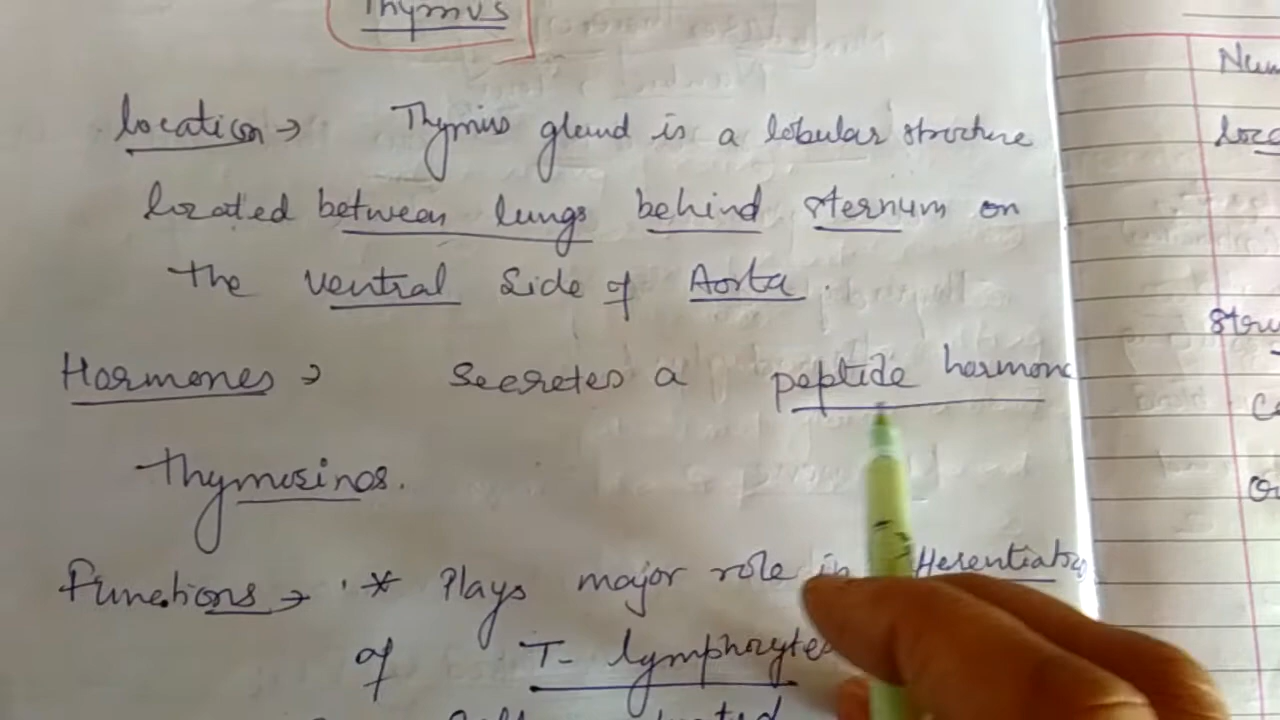 Thymus
location → Thymus gland is a lobular structure
located between lungs behind sternum on
the ventral side of Aorta.
Hormones → Secretes a peptide hormone
Thymosinos.
Functions → * Plays major role in
of T- lymphocytes